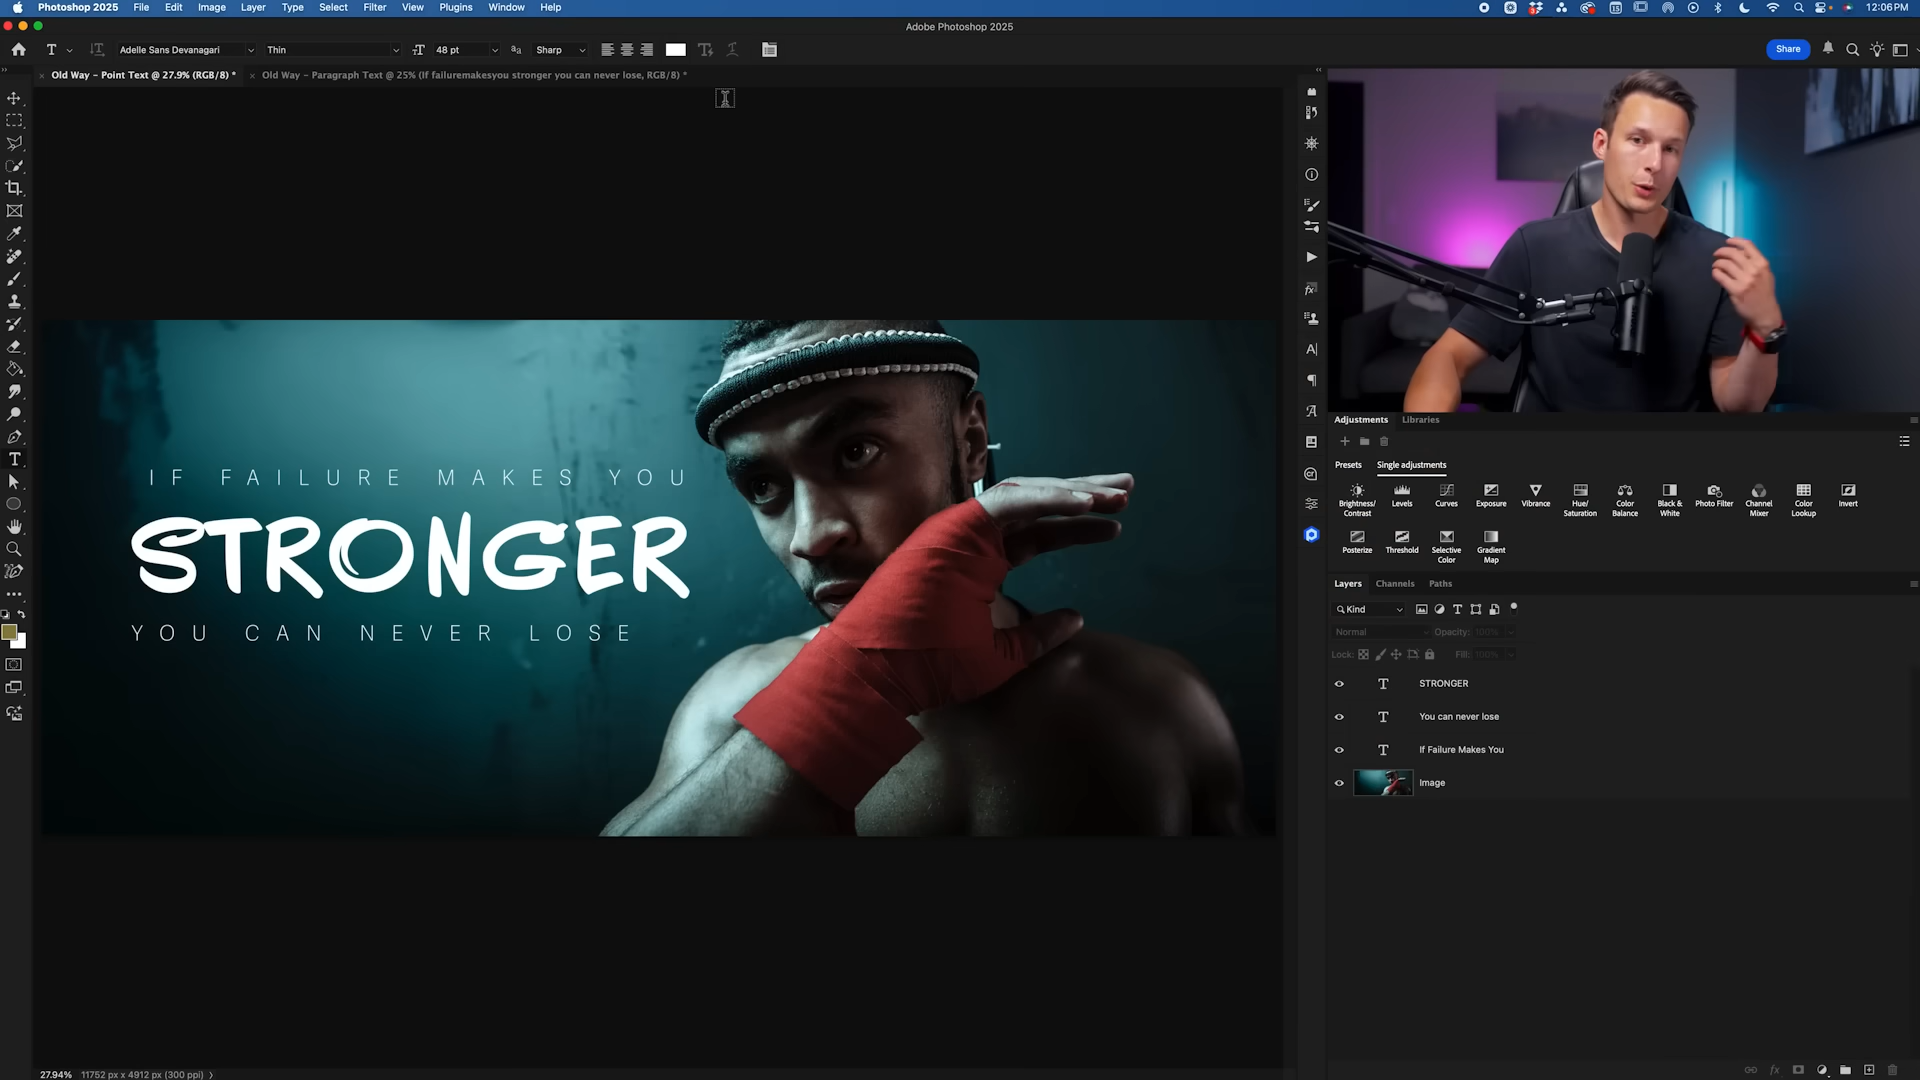 Photoshop 2025 File Edit Image Layer Type Select Filter View Plugins Window Help 12:06PM
Adobe Photoshop 2025
Adelle Sans Devanagari Thin 48 pt Sharp Share
Old Way – Point Text @ 27.9% (RGB/8) * Old Way – Paragraph Text @ 25% (If failuremakesyou stronger you can never lose, RGB/8) *
IF FAILURE MAKES YOU
STRONGER
YOU CAN NEVER LOSE
Adjustments Libraries
Presets Single adjustments
Brightness/Contrast Levels Curves Exposure Vibrance Hue/Saturation Color Balance Black & White Photo Filter Channel Mixer Color Lookup Invert
Posterize Threshold Selective Color Gradient Map
Layers Channels Paths
Kind
Normal Opacity: 100%
Lock: Fill: 100%
STRONGER
You can never lose
If Failure Makes You
Image
27.94% 11752 px x 4912 px (300 ppi)